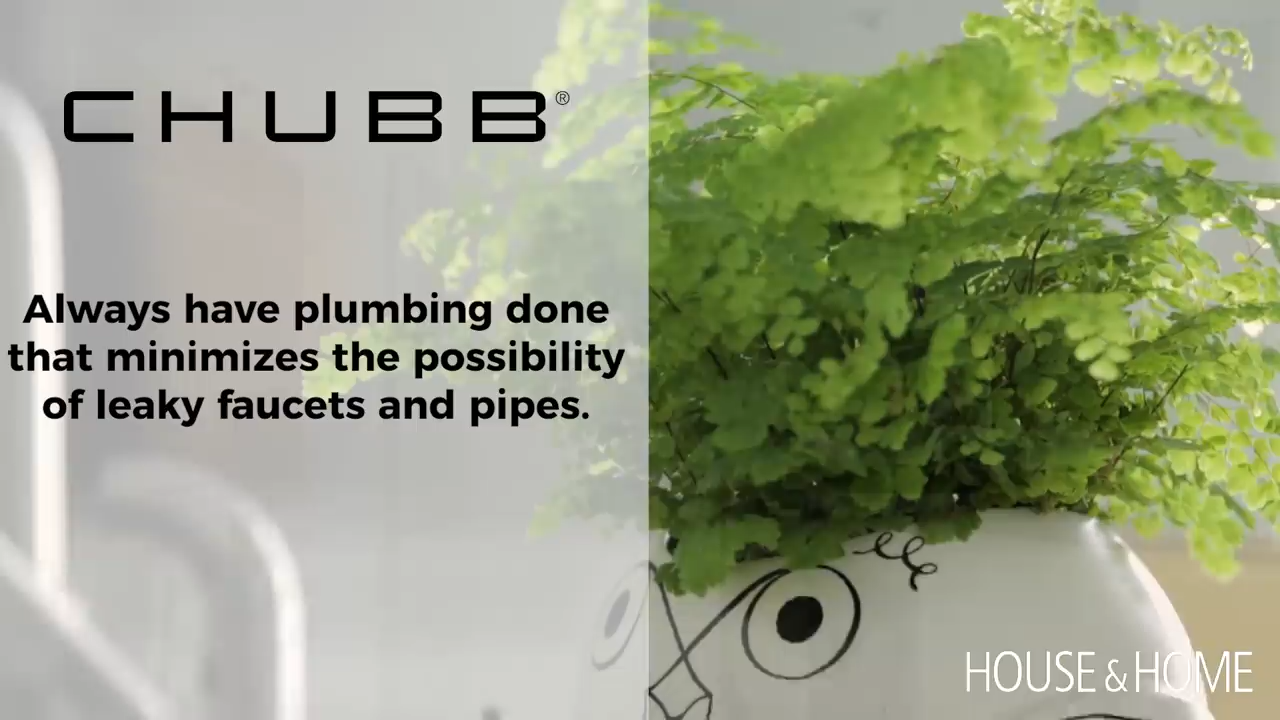 CHUBB®
Always have plumbing done
that minimizes the possibility
of leaky faucets and pipes.
HOUSE & HOME